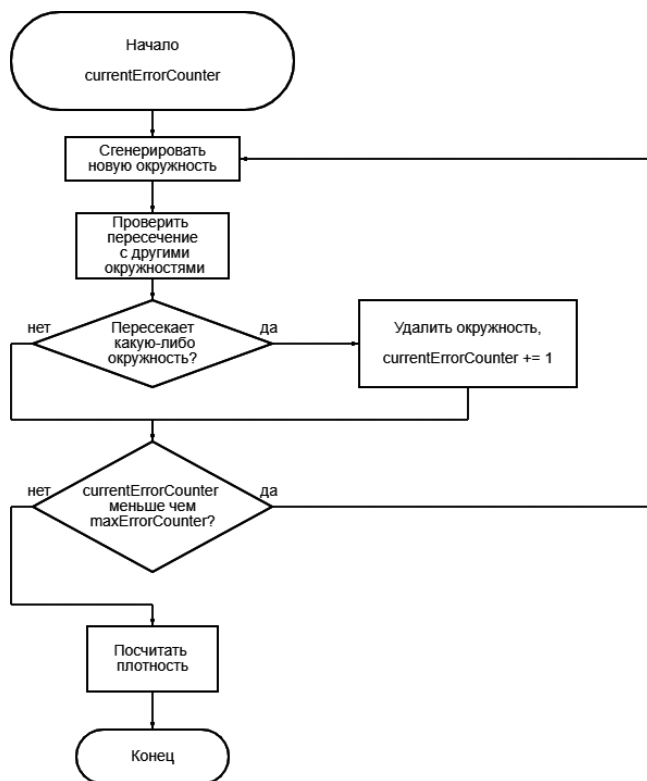 Начало
currentErrorCounter
Сгенерировать
новую окружность
Проверить
пересечение
с другими
окружностями
нет
Пересекает
какую-либо
окружность?
да
Удалить окружность,
currentErrorCounter += 1
нет
currentErrorCounter
меньше чем
maxErrorCounter?
да
Посчитать
плотность
Конец